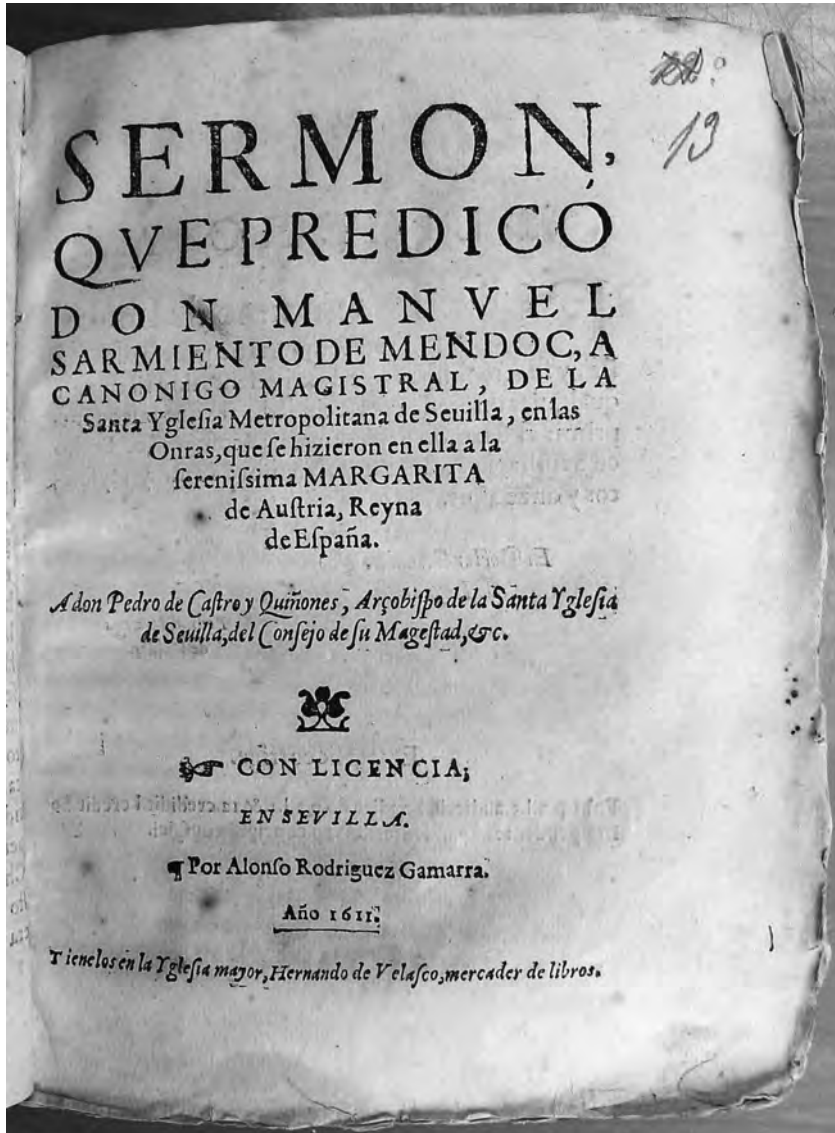 13
SERMON,
QVE PREDICÓ
DON MANVEL
SARMIENTO DE MENDOC,A
CANONIGO MAGISTRAL, DE LA
Santa Ygleſia Metropolitana de Seuilla, en las
Onras, que ſe hizieron en ella a la
ſereniſsima MARGARITA
de Auſtria, Reyna
de Eſpaña.
A don Pedro de Caſtro y Quiñones, Arçobiſpo de la Santa Ygleſia
de Seuilla, del Conſejo de ſu Mageſtad, &c.
☞ CON LICENCIA;
EN SEVILLA.
¶ Por Alonſo Rodriguez Gamarra.
Año 1611.
Tienelos en la Ygleſia mayor, Hernando de Velaſco, mercader de libros.